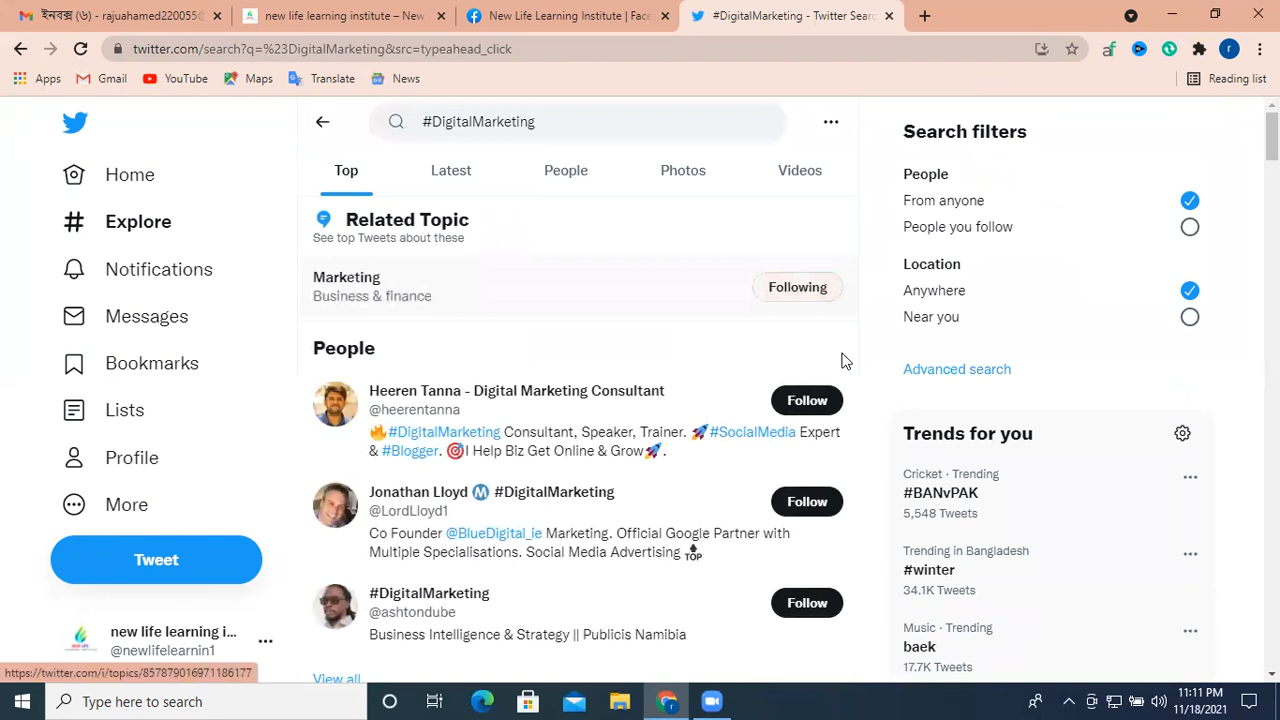 ইনবক্স (৬) - rajuahamed220055@
new life learning institute – New
New Life Learning Institute | Face
#DigitalMarketing - Twitter Searc
twitter.com/search?q=%23DigitalMarketing&src=typeahead_click
Apps
Gmail
YouTube
Maps
Translate
News
Reading list
#DigitalMarketing
Top
Latest
People
Photos
Videos
Home
Explore
Notifications
Messages
Bookmarks
Lists
Profile
More
Tweet
new life learning i...
@newlifelearnin1
Related Topic
See top Tweets about these
Marketing
Business & finance
Following
People
Heeren Tanna - Digital Marketing Consultant
@heerentanna
Follow
🔥#DigitalMarketing Consultant, Speaker, Trainer. 🚀#SocialMedia Expert
& #Blogger. 🎯I Help Biz Get Online & Grow🚀.
Jonathan Lloyd Ⓜ️ #DigitalMarketing
@LordLloyd1
Follow
Co Founder @BlueDigital_ie Marketing. Official Google Partner with
Multiple Specialisations. Social Media Advertising 🔝
#DigitalMarketing
@ashtondube
Follow
Business Intelligence & Strategy || Publicis Namibia
View all
Search filters
People
From anyone
People you follow
Location
Anywhere
Near you
Advanced search
Trends for you
Cricket · Trending
#BANvPAK
5,548 Tweets
Trending in Bangladesh
#winter
34.1K Tweets
Music · Trending
baek
17.7K Tweets
https://twitter.com/i/topics/857879016971186177
Type here to search
11:11 PM
11/18/2021